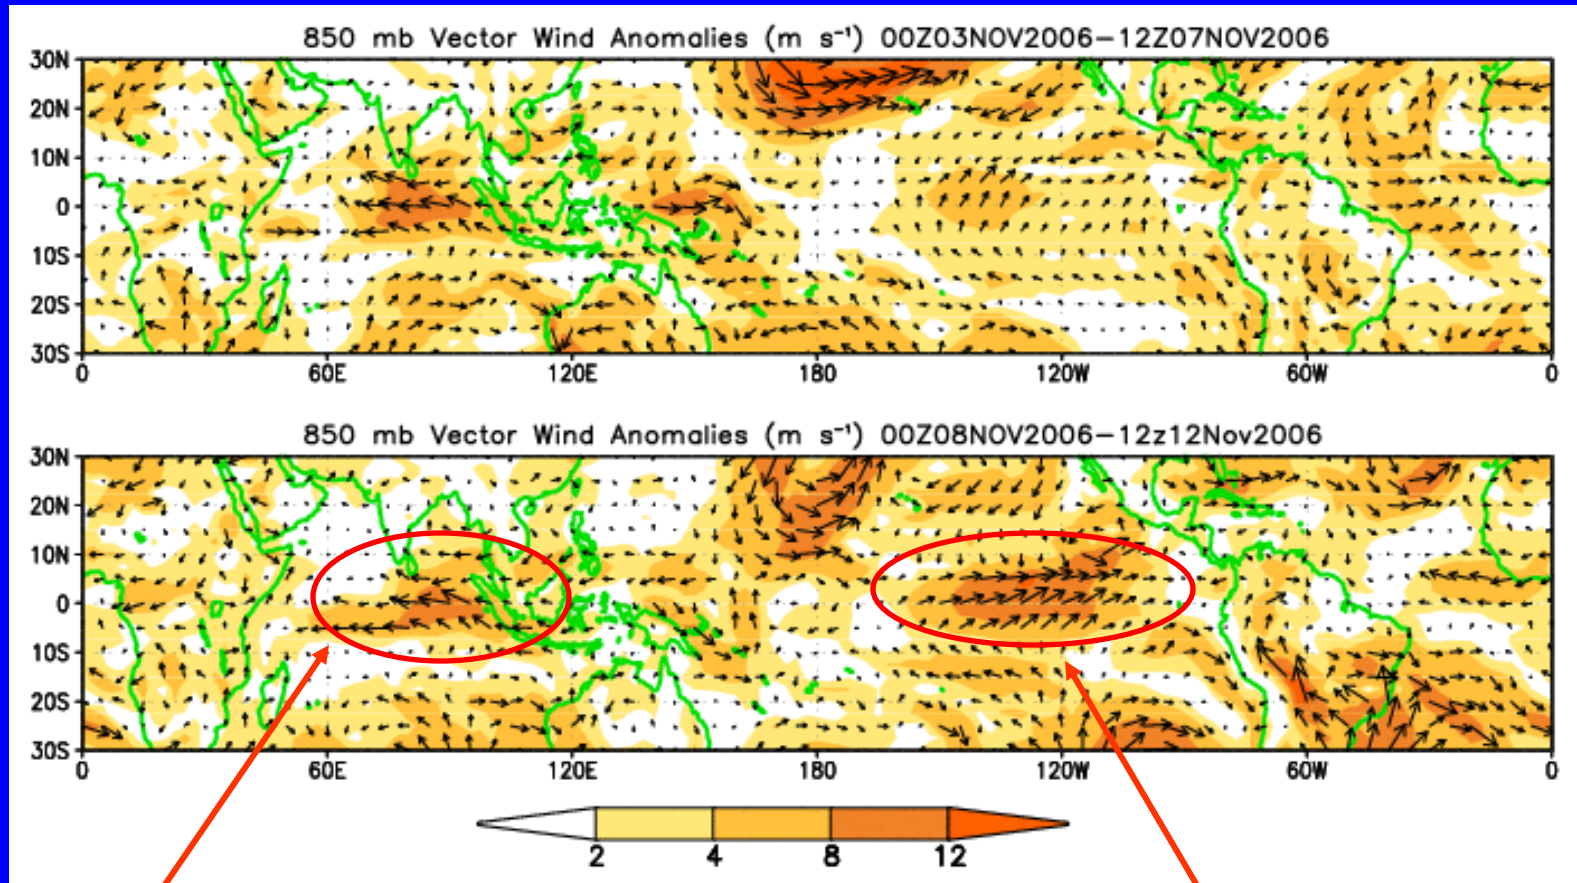 850 mb Vector Wind Anomalies (m s⁻¹) 00Z03NOV2006-12Z07NOV2006
30N
20N
10N
0
10S
20S
30S
0 60E 120E 180 120W 60W 0
850 mb Vector Wind Anomalies (m s⁻¹) 00Z08NOV2006-12z12Nov2006
30N
20N
10N
0
10S
20S
30S
0 60E 120E 180 120W 60W 0
2 4 8 12